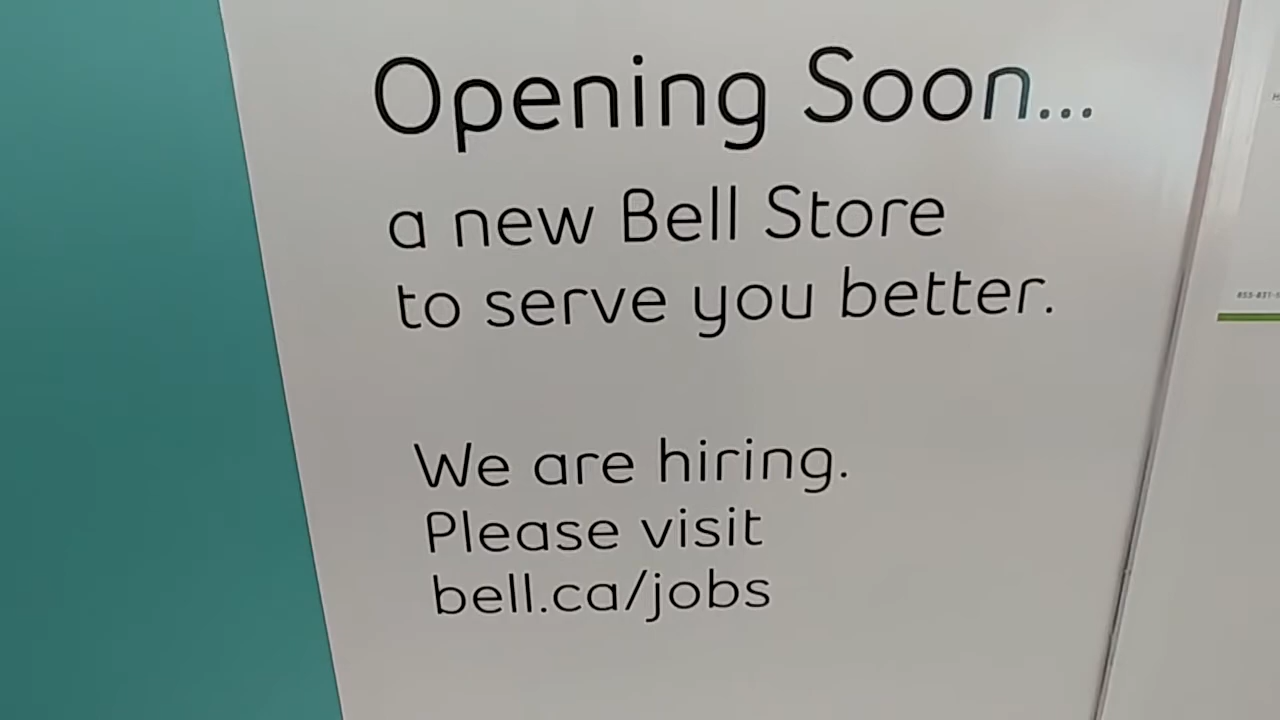 Opening Soon...
a new Bell Store
to serve you better.
We are hiring.
Please visit
bell.ca/jobs